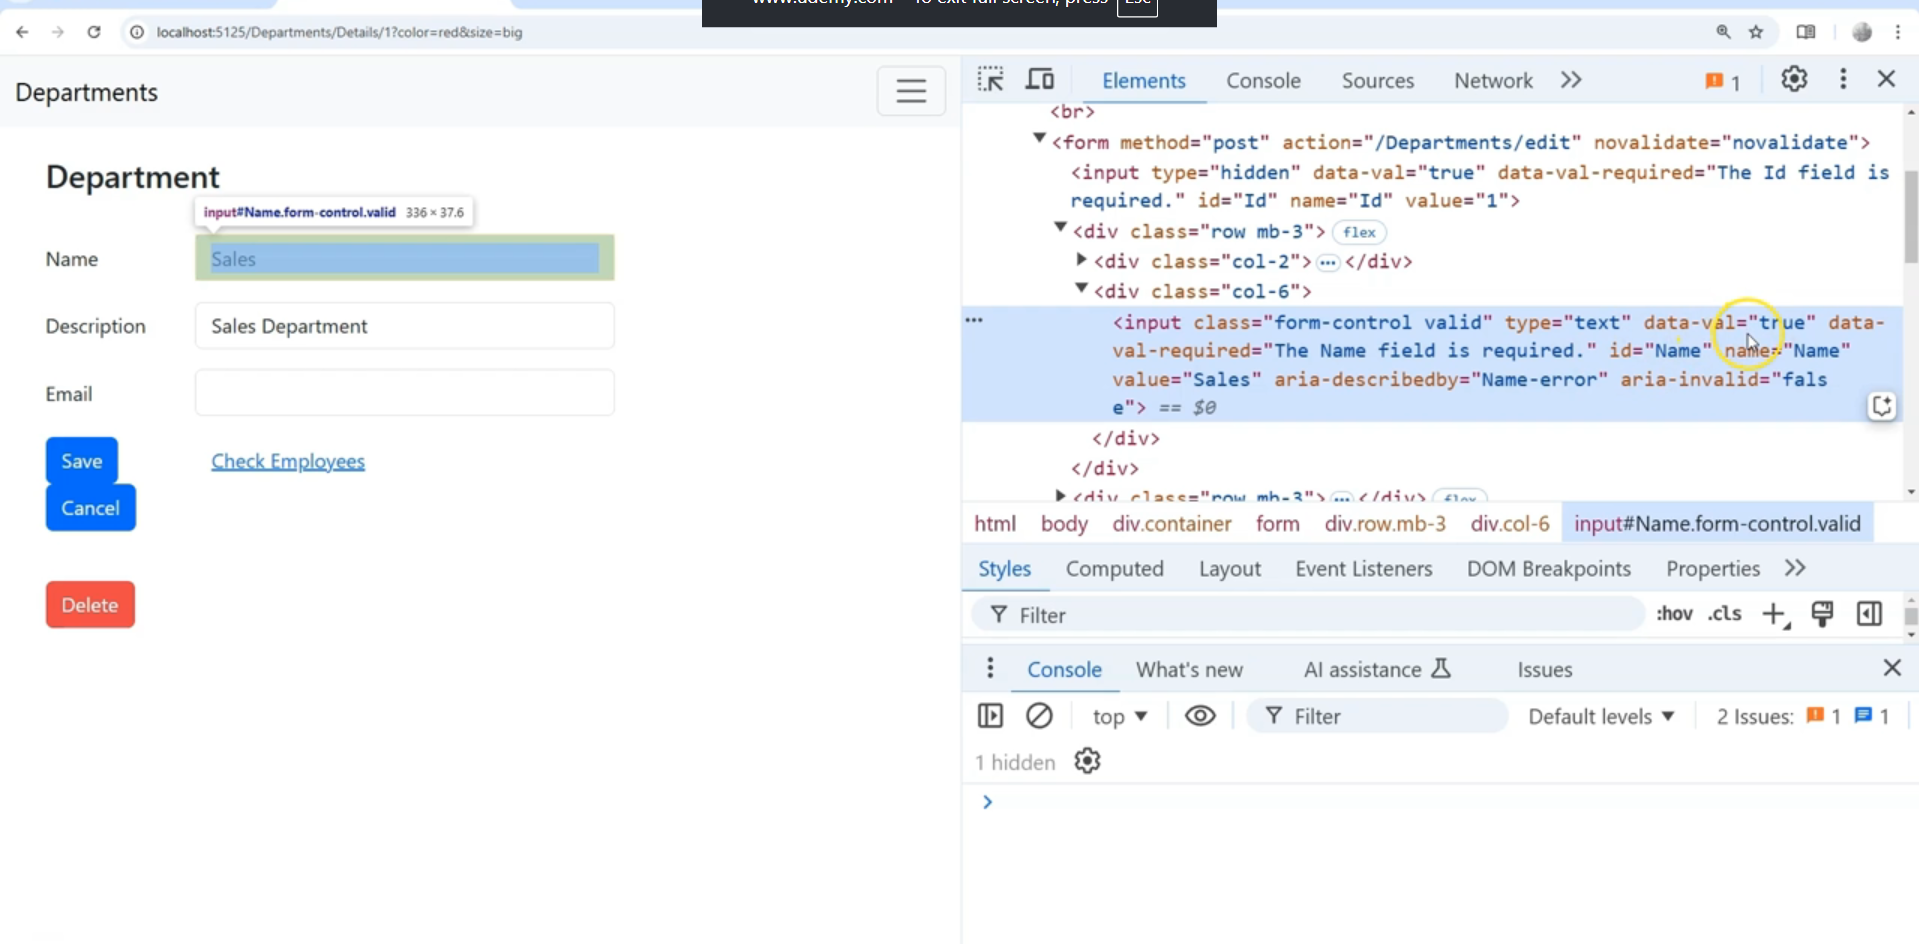 www.udemy.com To exit full screen, press Esc
localhost:5125/Departments/Details/1?color=red&size=big
Departments
Department
input#Name.form-control.valid 336 × 37.6
Name
Sales
Description
Sales Department
Email
Save
Check Employees
Cancel
Delete
Elements Console Sources Network 1
<br>
<form method="post" action="/Departments/edit" novalidate="novalidate">
<input type="hidden" data-val="true" data-val-required="The Id field is
required." id="Id" name="Id" value="1">
<div class="row mb-3"> flex
<div class="col-2"> … </div>
<div class="col-6">
… <input class="form-control valid" type="text" data-val="true" data-
val-required="The Name field is required." id="Name" name="Name"
value="Sales" aria-describedby="Name-error" aria-invalid="fals
e"> == $0
</div>
</div>
<div class="row mb-3"> … </div> flex
html body div.container form div.row.mb-3 div.col-6 input#Name.form-control.valid
Styles Computed Layout Event Listeners DOM Breakpoints Properties
Filter :hov .cls
Console What's new AI assistance Issues
top Filter Default levels 2 Issues: 1 1
1 hidden